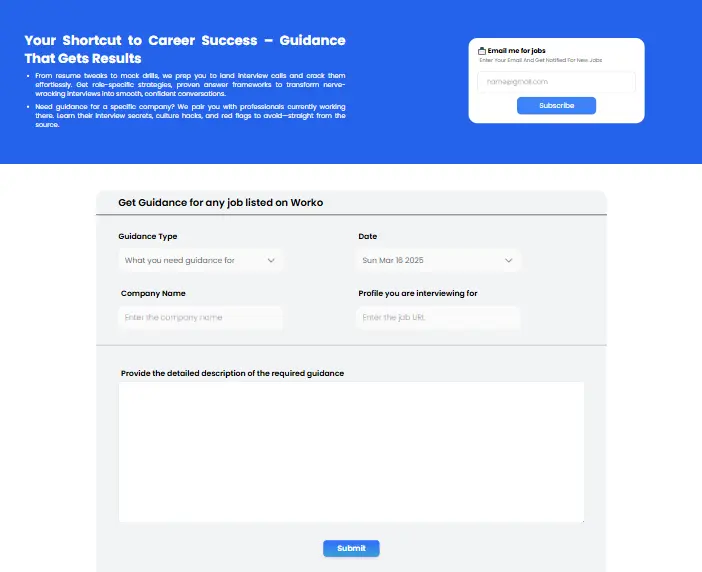 Your Shortcut to Career Success – Guidance
That Gets Results
• From resume tweaks to mock drills, we prep you to land interview calls and crack them
effortlessly. Get role-specific strategies, proven answer frameworks to transform nerve-
wracking interviews into smooth, confident conversations.
• Need guidance for a specific company? We pair you with professionals currently working
there. Learn their interview secrets, culture hacks, and red flags to avoid—straight from the
source.
Email me for jobs
Enter Your Email And Get Notified For New Jobs
name@gmail.com
Subscribe
Get Guidance for any job listed on Worko
Guidance Type
Date
What you need guidance for
Sun Mar 16 2025
Company Name
Profile you are interviewing for
Enter the company name
Enter the job URL
Provide the detailed description of the required guidance
Submit